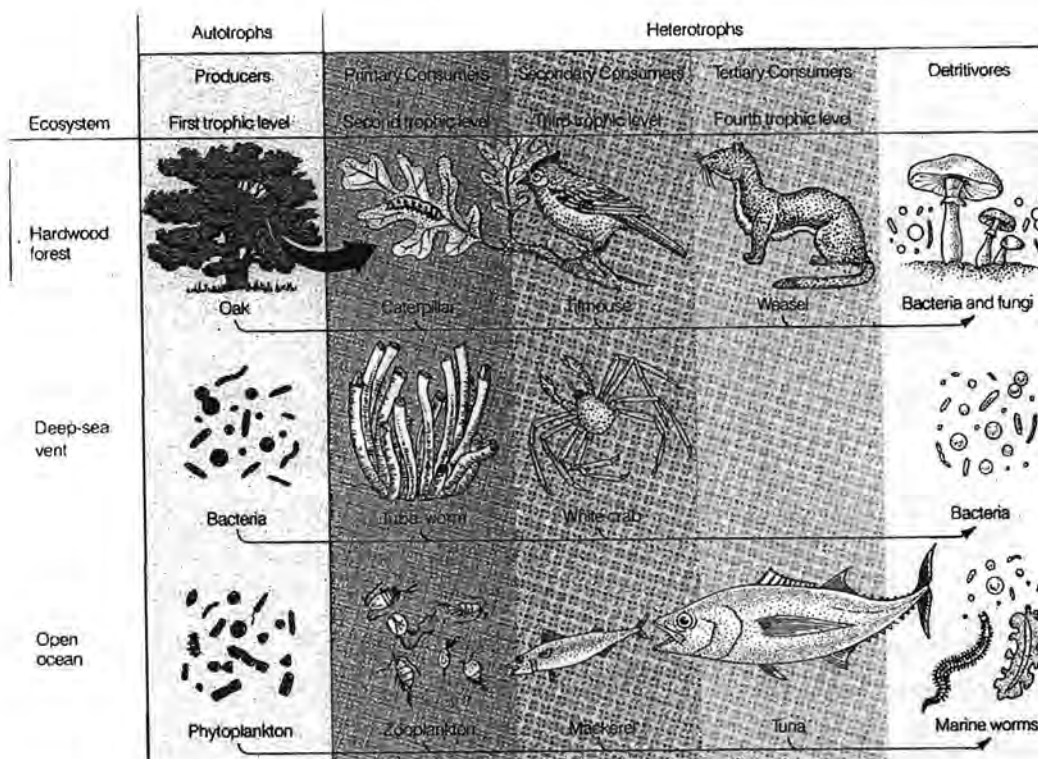 Autotrophs Heterotrophs
Producers Primary Consumers Secondary Consumers Tertiary Consumers Detritivores
Ecosystem First trophic level Second trophic level Third trophic level Fourth trophic level
Hardwood
forest
Oak Caterpillar Titmouse Weasel Bacteria and fungi
Deep-sea
vent
Bacteria Tube worm White crab Bacteria
Open
ocean
Phytoplankton Zooplankton Mackerel Tuna Marine worms